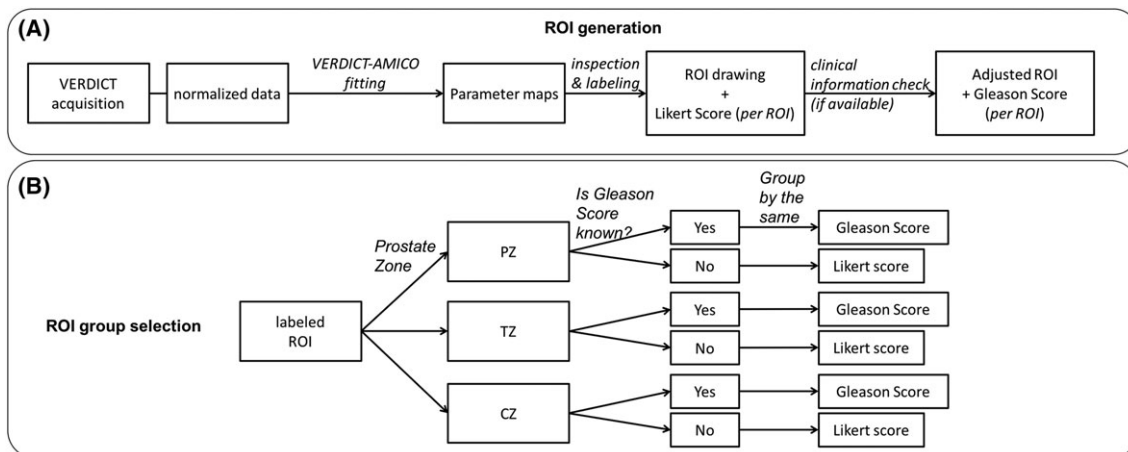 (A)
ROI generation
VERDICT
acquisition
normalized data
VERDICT-AMICO
fitting
Parameter maps
inspection
& labeling
ROI drawing
+
Likert Score (per ROI)
clinical
information check
(if available)
Adjusted ROI
+ Gleason Score
(per ROI)
(B)
ROI group selection
labeled
ROI
Prostate
Zone
PZ
TZ
CZ
Is Gleason
Score
known?
Group
by the
same
Yes
Gleason Score
No
Likert score
Yes
Gleason Score
No
Likert score
Yes
Gleason Score
No
Likert score